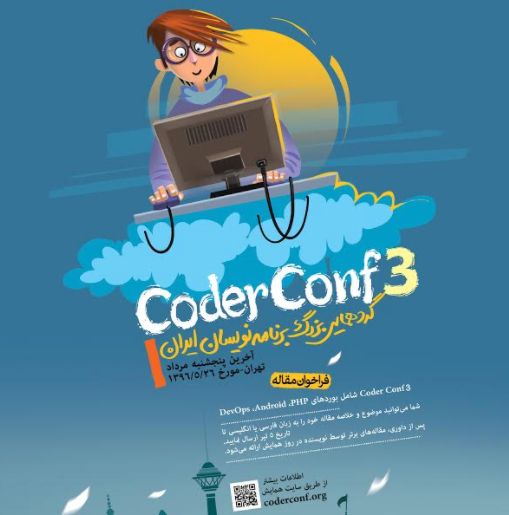 CoderConf3
گردهمایی بزرگ برنامه نویسان ایران
آخرین پنجشنبه مرداد
تهران-مورخ ۱۳۹۶/۵/۲۶
فراخوان مقاله
Coder Conf 3 شامل بوردهای DevOps ،Android ،PHP
شما می‌توانید موضوع و خلاصه مقاله خود را به زبان فارسی یا انگلیسی تا
تاریخ ۵ تیر ارسال نمایید.
پس از داوری، مقاله‌های برتر توسط نویسنده در روز همایش ارائه می‌شود.
اطلاعات بیشتر
از طریق سایت همایش
coderconf.org